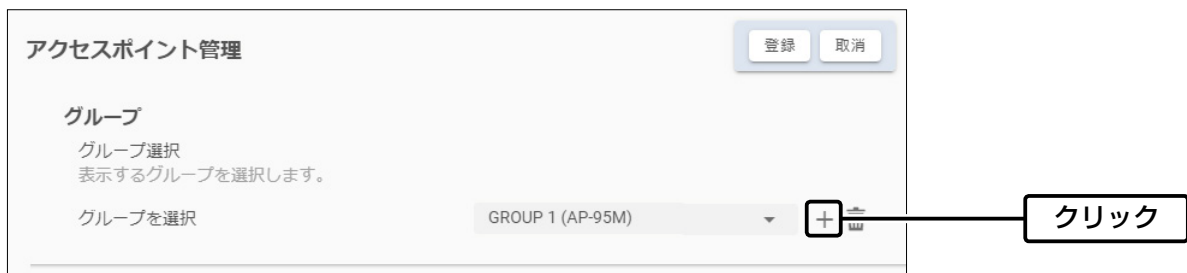 アクセスポイント管理
登録 取消
グループ
グループ選択
表示するグループを選択します。
グループを選択 GROUP 1 (AP-95M) クリック